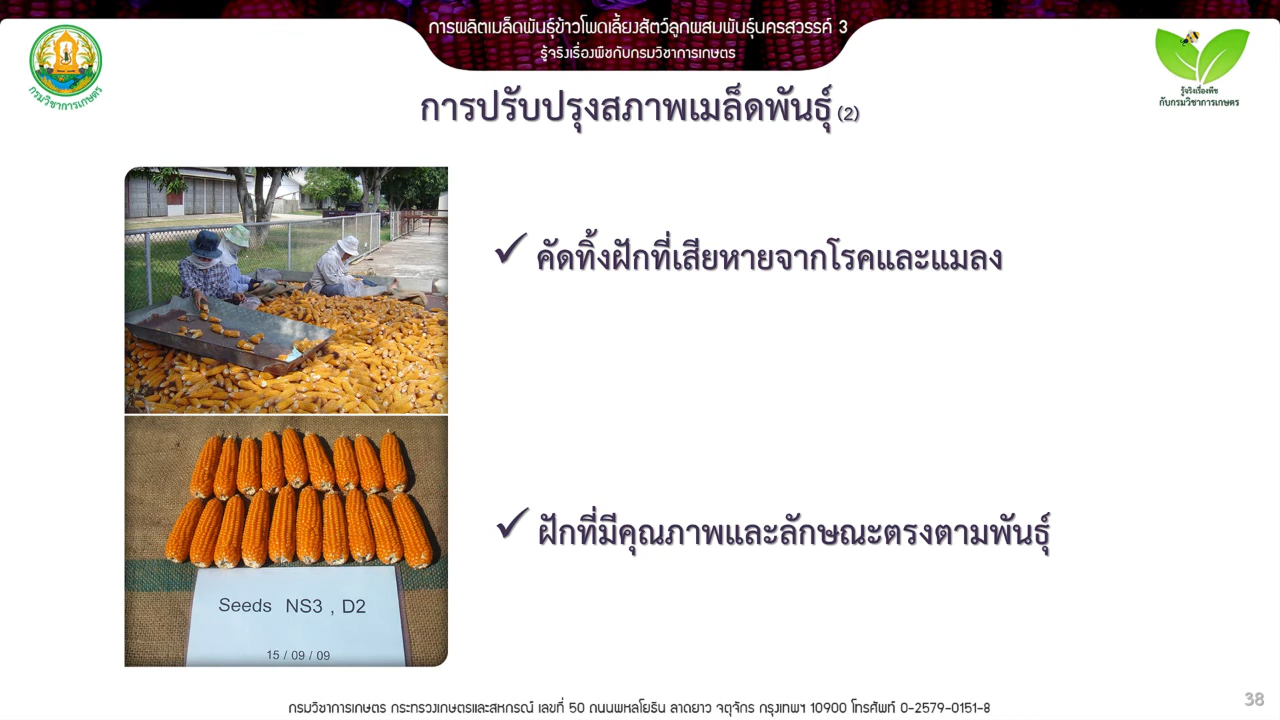 การผลิตเมล็ดพันธุ์ข้าวโพดเลี้ยงสัตว์ลูกผสมพันธุ์นครสวรรค์ 3
รู้จริงเรื่องพืชกับกรมวิชาการเกษตร
กรมวิชาการเกษตร
รู้จริงเรื่องพืช
กับกรมวิชาการเกษตร
การปรับปรุงสภาพเมล็ดพันธุ์ (2)
✓ คัดทิ้งฝักที่เสียหายจากโรคและแมลง
✓ ฝักที่มีคุณภาพและลักษณะตรงตามพันธุ์
Seeds NS3 , D2
15 / 09 / 09
กรมวิชาการเกษตร กระทรวงเกษตรและสหกรณ์ เลขที่ 50 ถนนพหลโยธิน ลาดยาว จตุจักร กรุงเทพฯ 10900 โทรศัพท์ 0-2579-0151-8
38